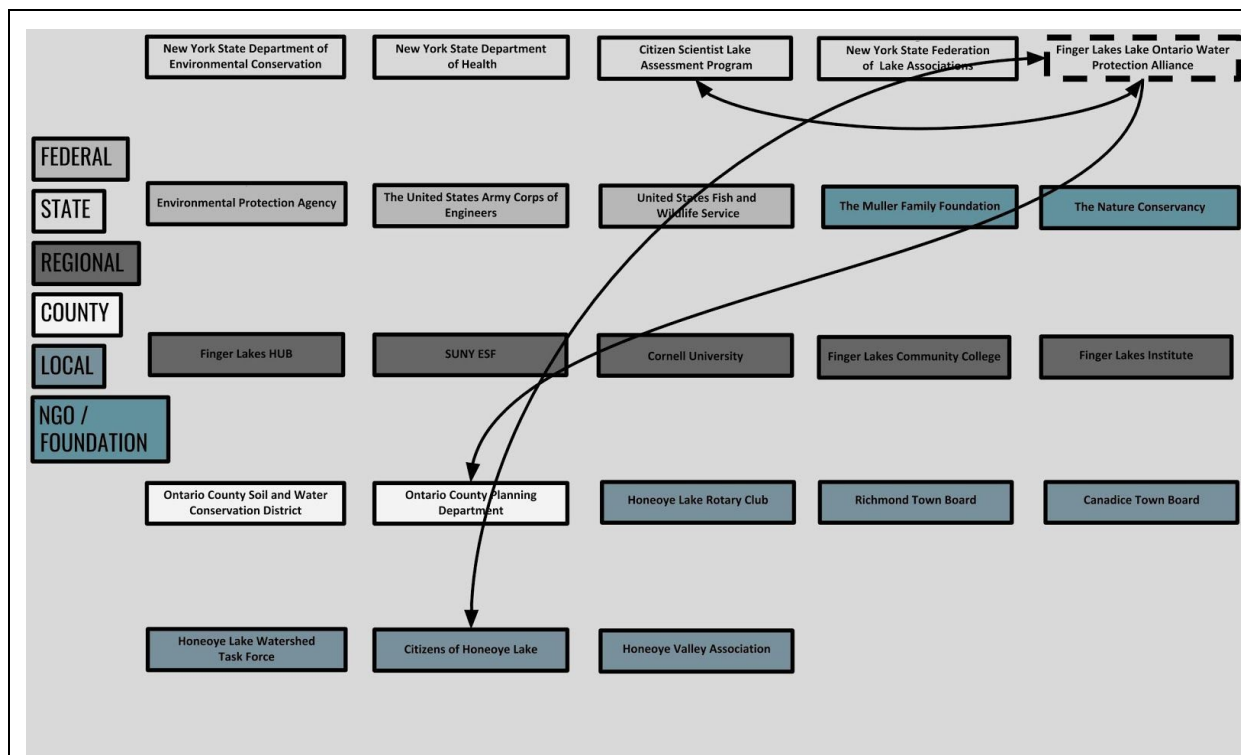 New York State Department of
Environmental Conservation
New York State Department
of Health
Citizen Scientist Lake
Assessment Program
New York State Federation
of Lake Associations
Finger Lakes Lake Ontario Water
Protection Alliance
FEDERAL
STATE
REGIONAL
COUNTY
LOCAL
NGO /
FOUNDATION
Environmental Protection Agency
The United States Army Corps of
Engineers
United States Fish and
Wildlife Service
The Muller Family Foundation
The Nature Conservancy
Finger Lakes HUB
SUNY ESF
Cornell University
Finger Lakes Community College
Finger Lakes Institute
Ontario County Soil and Water
Conservation District
Ontario County Planning
Department
Honeoye Lake Rotary Club
Richmond Town Board
Canadice Town Board
Honeoye Lake Watershed
Task Force
Citizens of Honeoye Lake
Honeoye Valley Association